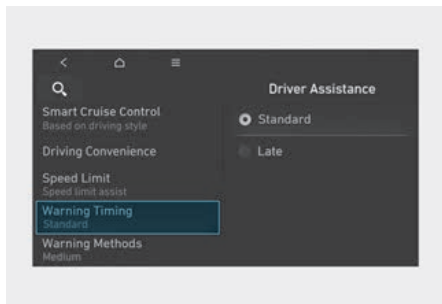 Driver Assistance
Smart Cruise Control
Based on driving style
Driving Convenience
Speed Limit
Speed limit assist
Warning Timing
Standard
Warning Methods
Medium
Standard
Late